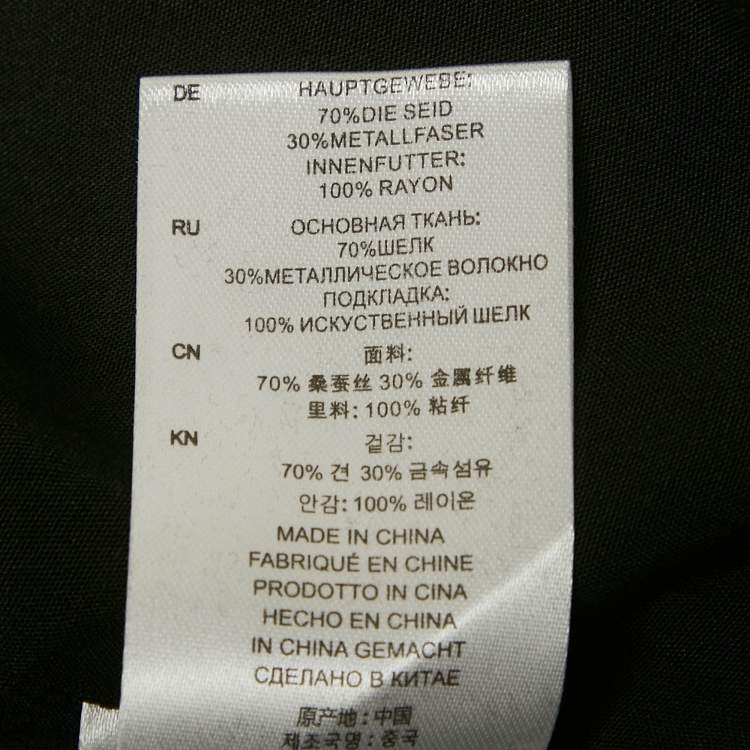 DE HAUPTGEWEBE:
70%DIE SEID
30%METALLFASER
INNENFUTTER:
100% RAYON
RU ОСНОВНАЯ ТКАНЬ:
70%ШЕЛК
30%МЕТАЛЛИЧЕСКОЕ ВОЛОКНО
ПОДКЛАДКА:
100% ИСКУСТВЕННЫЙ ШЕЛК
CN 面料:
70% 桑蚕丝 30% 金属纤维
里料: 100% 粘纤
KN 겉감:
70% 견 30% 금속섬유
안감: 100% 레이온
MADE IN CHINA
FABRIQUÉ EN CHINE
PRODOTTO IN CINA
HECHO EN CHINA
IN CHINA GEMACHT
СДЕЛАНО В КИТАЕ
原产地: 中国
제조국명: 중국